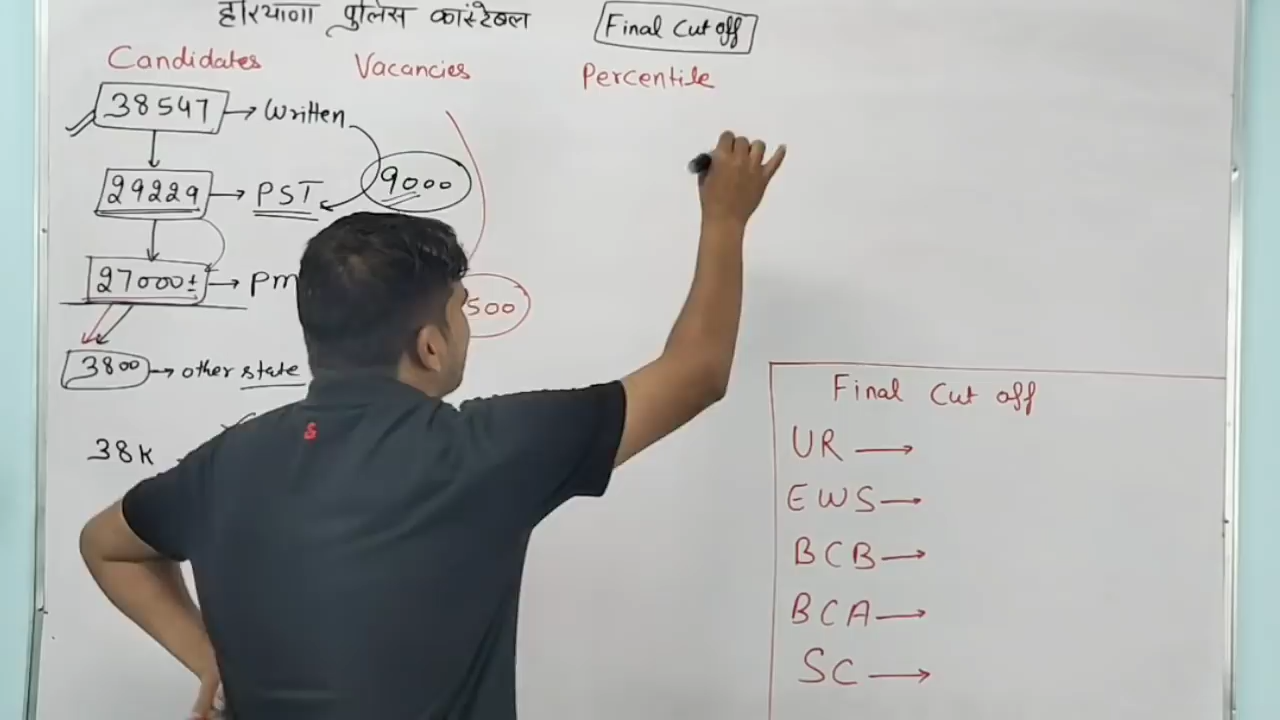 हरियाणा पुलिस कांस्टेबल
Final Cut off
Candidates Vacancies Percentile
38547 → Written
29229 → PST
9000
27000±
500
3800 → other state
38K
Final Cut off
UR →
EWS →
BCB →
BCA →
SC →